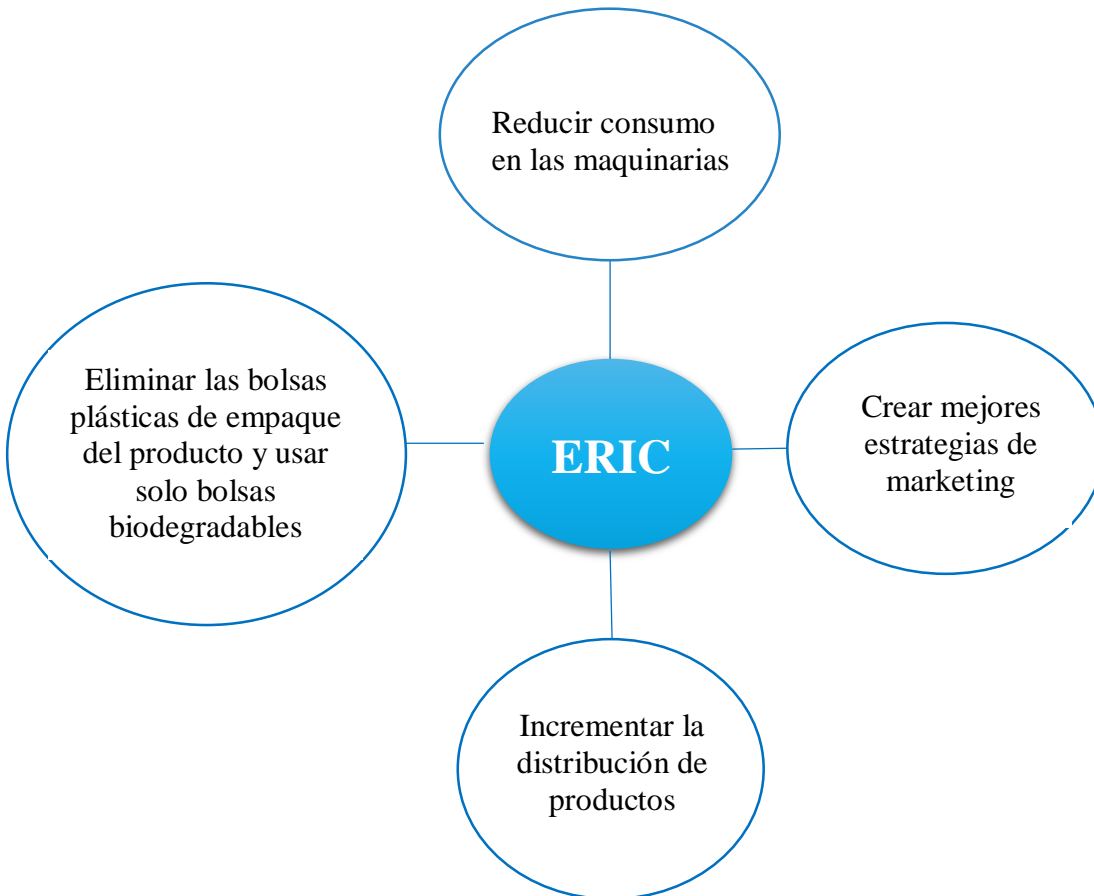 Reducir consumo
en las maquinarias
Eliminar las bolsas
plásticas de empaque
del producto y usar
solo bolsas
biodegradables
ERIC
Crear mejores
estrategias de
marketing
Incrementar la
distribución de
productos